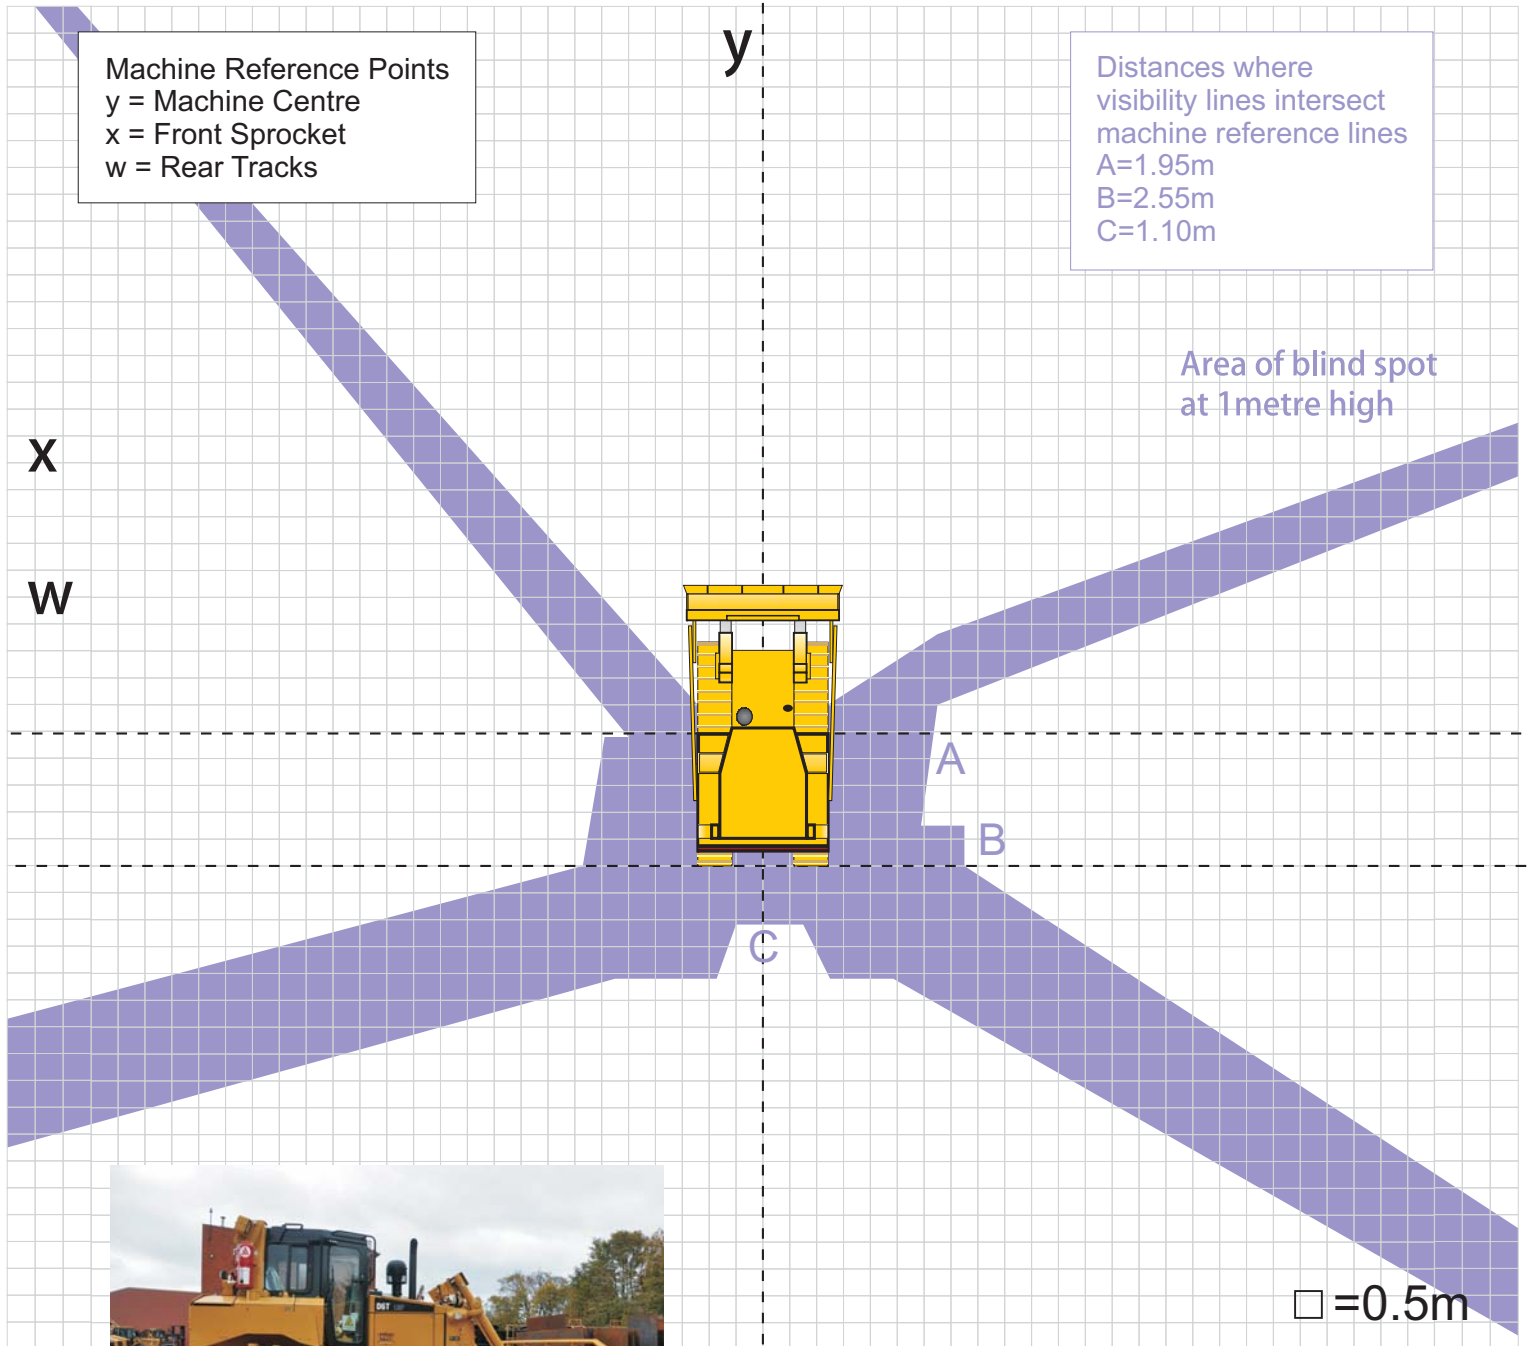 Machine Reference Points
y = Machine Centre
x = Front Sprocket
w = Rear Tracks
y
Distances where
visibility lines intersect
machine reference lines
A=1.95m
B=2.55m
C=1.10m
Area of blind spot
at 1metre high
x
w
A
B
C
D6T
=0.5m